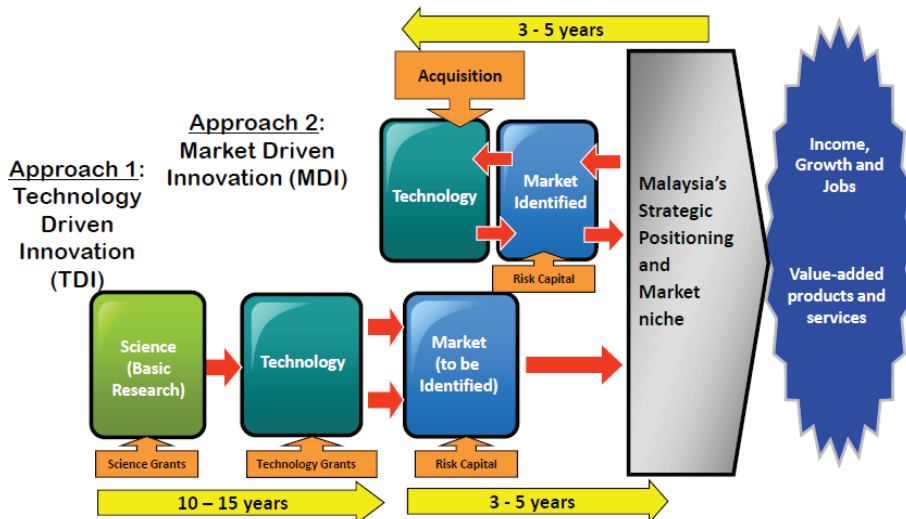 3 - 5 years
Acquisition
Approach 2:
Market Driven
Innovation (MDI)
Approach 1:
Technology
Driven
Innovation
(TDI)
Technology
Market
Identified
Risk Capital
Malaysia's
Strategic
Positioning
and
Market
niche
Income,
Growth and
Jobs
Value-added
products and
services
Science
(Basic
Research)
Technology
Market
(to be
Identified)
Science Grants
Technology Grants
Risk Capital
10 – 15 years
3 - 5 years